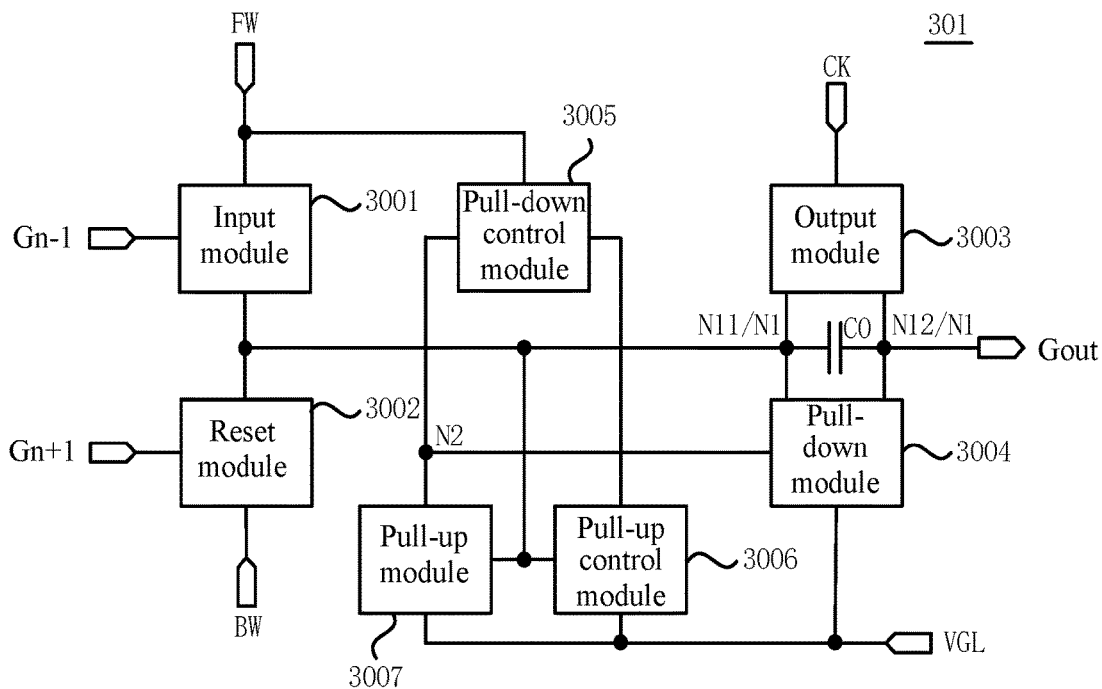 FW
301
CK
3005
3001
Pull-down
control
module
Input
module
Output
module
3003
Gn-1
N11/N1
C0
N12/N1
Gout
3002
Reset
module
Gn+1
N2
Pull-
down
module
3004
Pull-up
module
Pull-up
control
module
3006
BW
3007
VGL